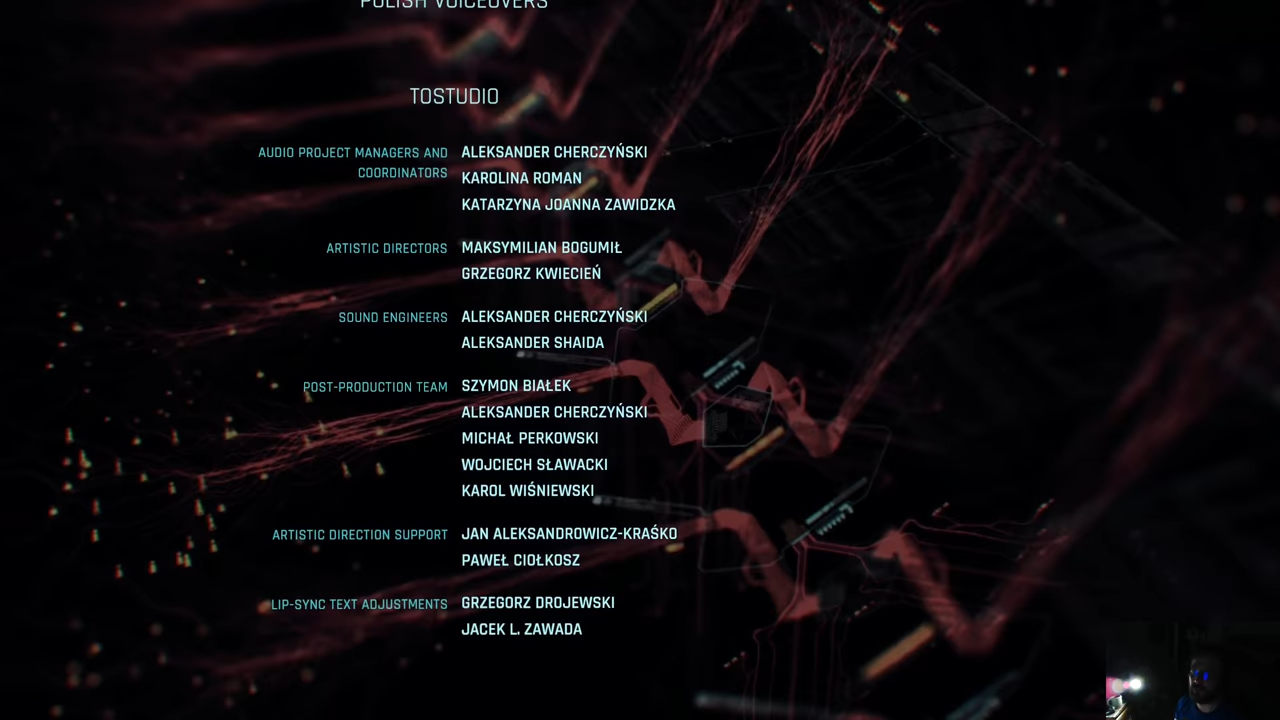 POLISH VOICEOVERS
TOSTUDIO
AUDIO PROJECT MANAGERS AND COORDINATORS
ALEKSANDER CHERCZYŃSKI
KAROLINA ROMAN
KATARZYNA JOANNA ZAWIDZKA
ARTISTIC DIRECTORS
MAKSYMILIAN BOGUMIŁ
GRZEGORZ KWIECIEŃ
SOUND ENGINEERS
ALEKSANDER CHERCZYŃSKI
ALEKSANDER SHAIDA
POST-PRODUCTION TEAM
SZYMON BIAŁEK
ALEKSANDER CHERCZYŃSKI
MICHAŁ PERKOWSKI
WOJCIECH SŁAWACKI
KAROL WIŚNIEWSKI
ARTISTIC DIRECTION SUPPORT
JAN ALEKSANDROWICZ-KRAŚKO
PAWEŁ CIOŁKOSZ
LIP-SYNC TEXT ADJUSTMENTS
GRZEGORZ DROJEWSKI
JACEK L. ZAWADA